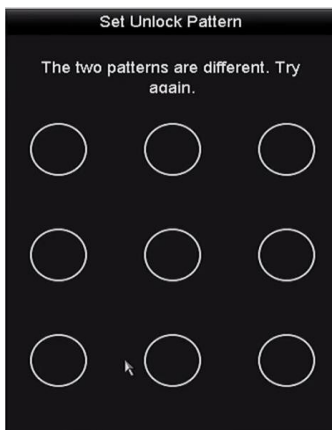 Set Unlock Pattern
The two patterns are different. Try
again.